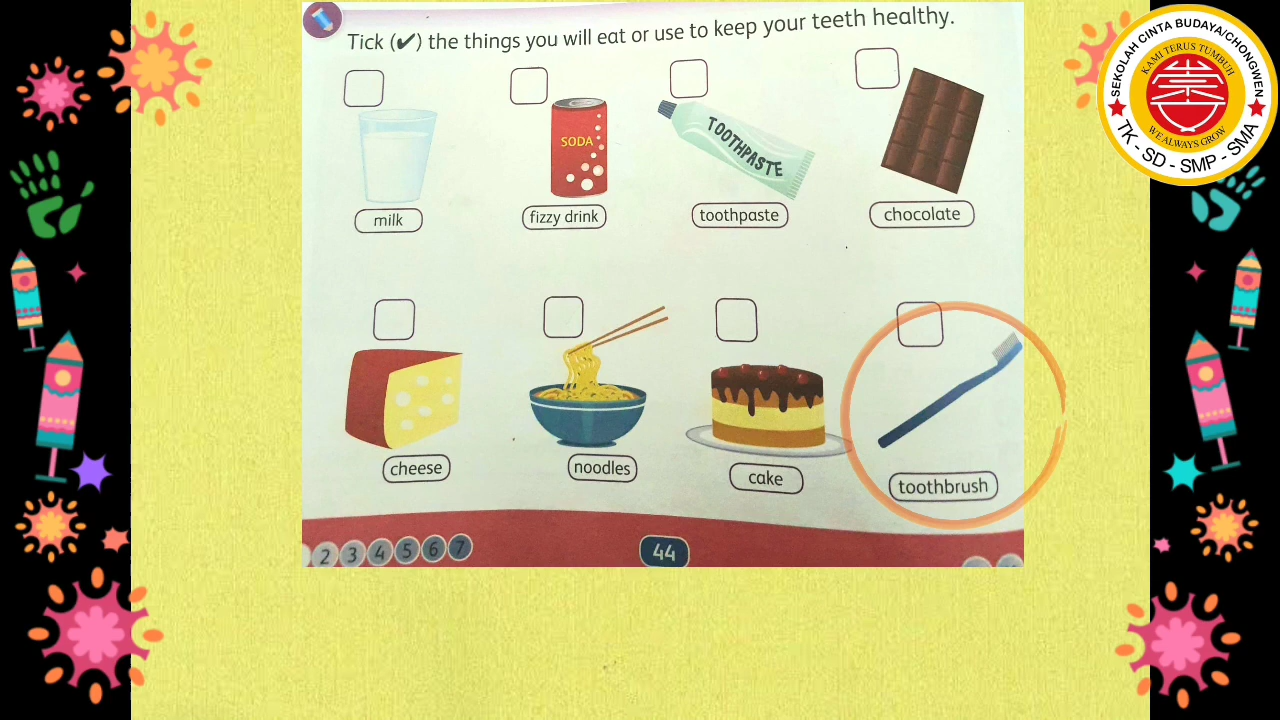 Tick (✔) the things you will eat or use to keep your teeth healthy.
SODA
TOOTHPASTE
milk
fizzy drink
toothpaste
chocolate
cheese
noodles
cake
toothbrush
2 3 4 5 6 7
44
SEKOLAH CINTA BUDAYA/CHONGWEN
KAMI TERUS TUMBUH
WE ALWAYS GROW
TK - SD - SMP - SMA